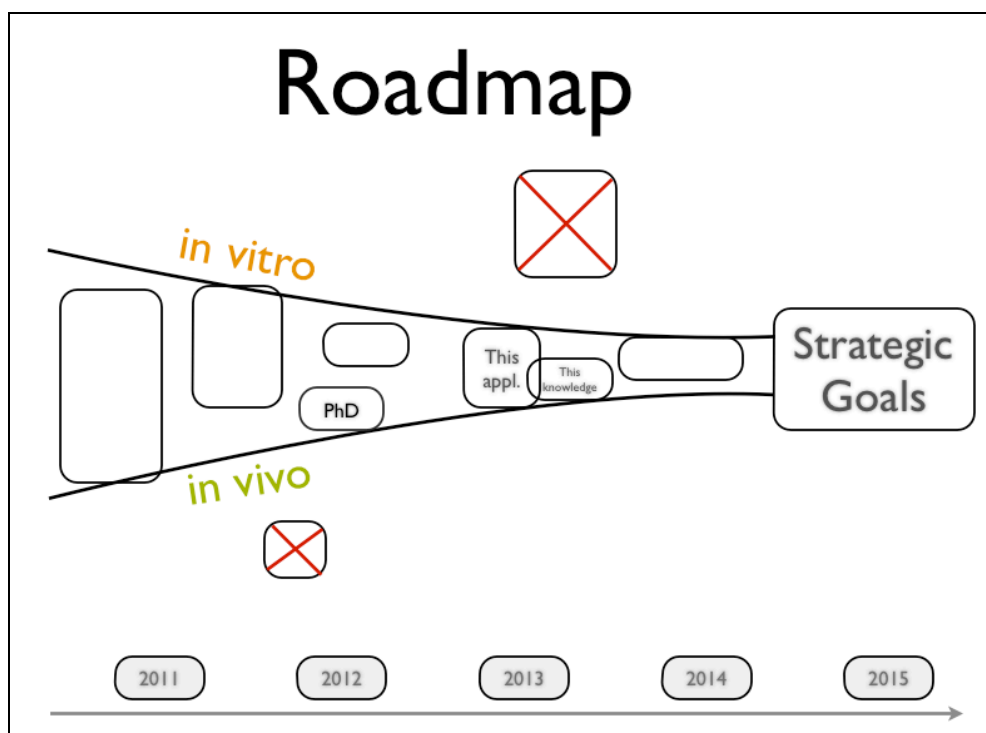 Roadmap
in vitro
This
appl.
This
knowledge
PhD
Strategic
Goals
in vivo
2011
2012
2013
2014
2015